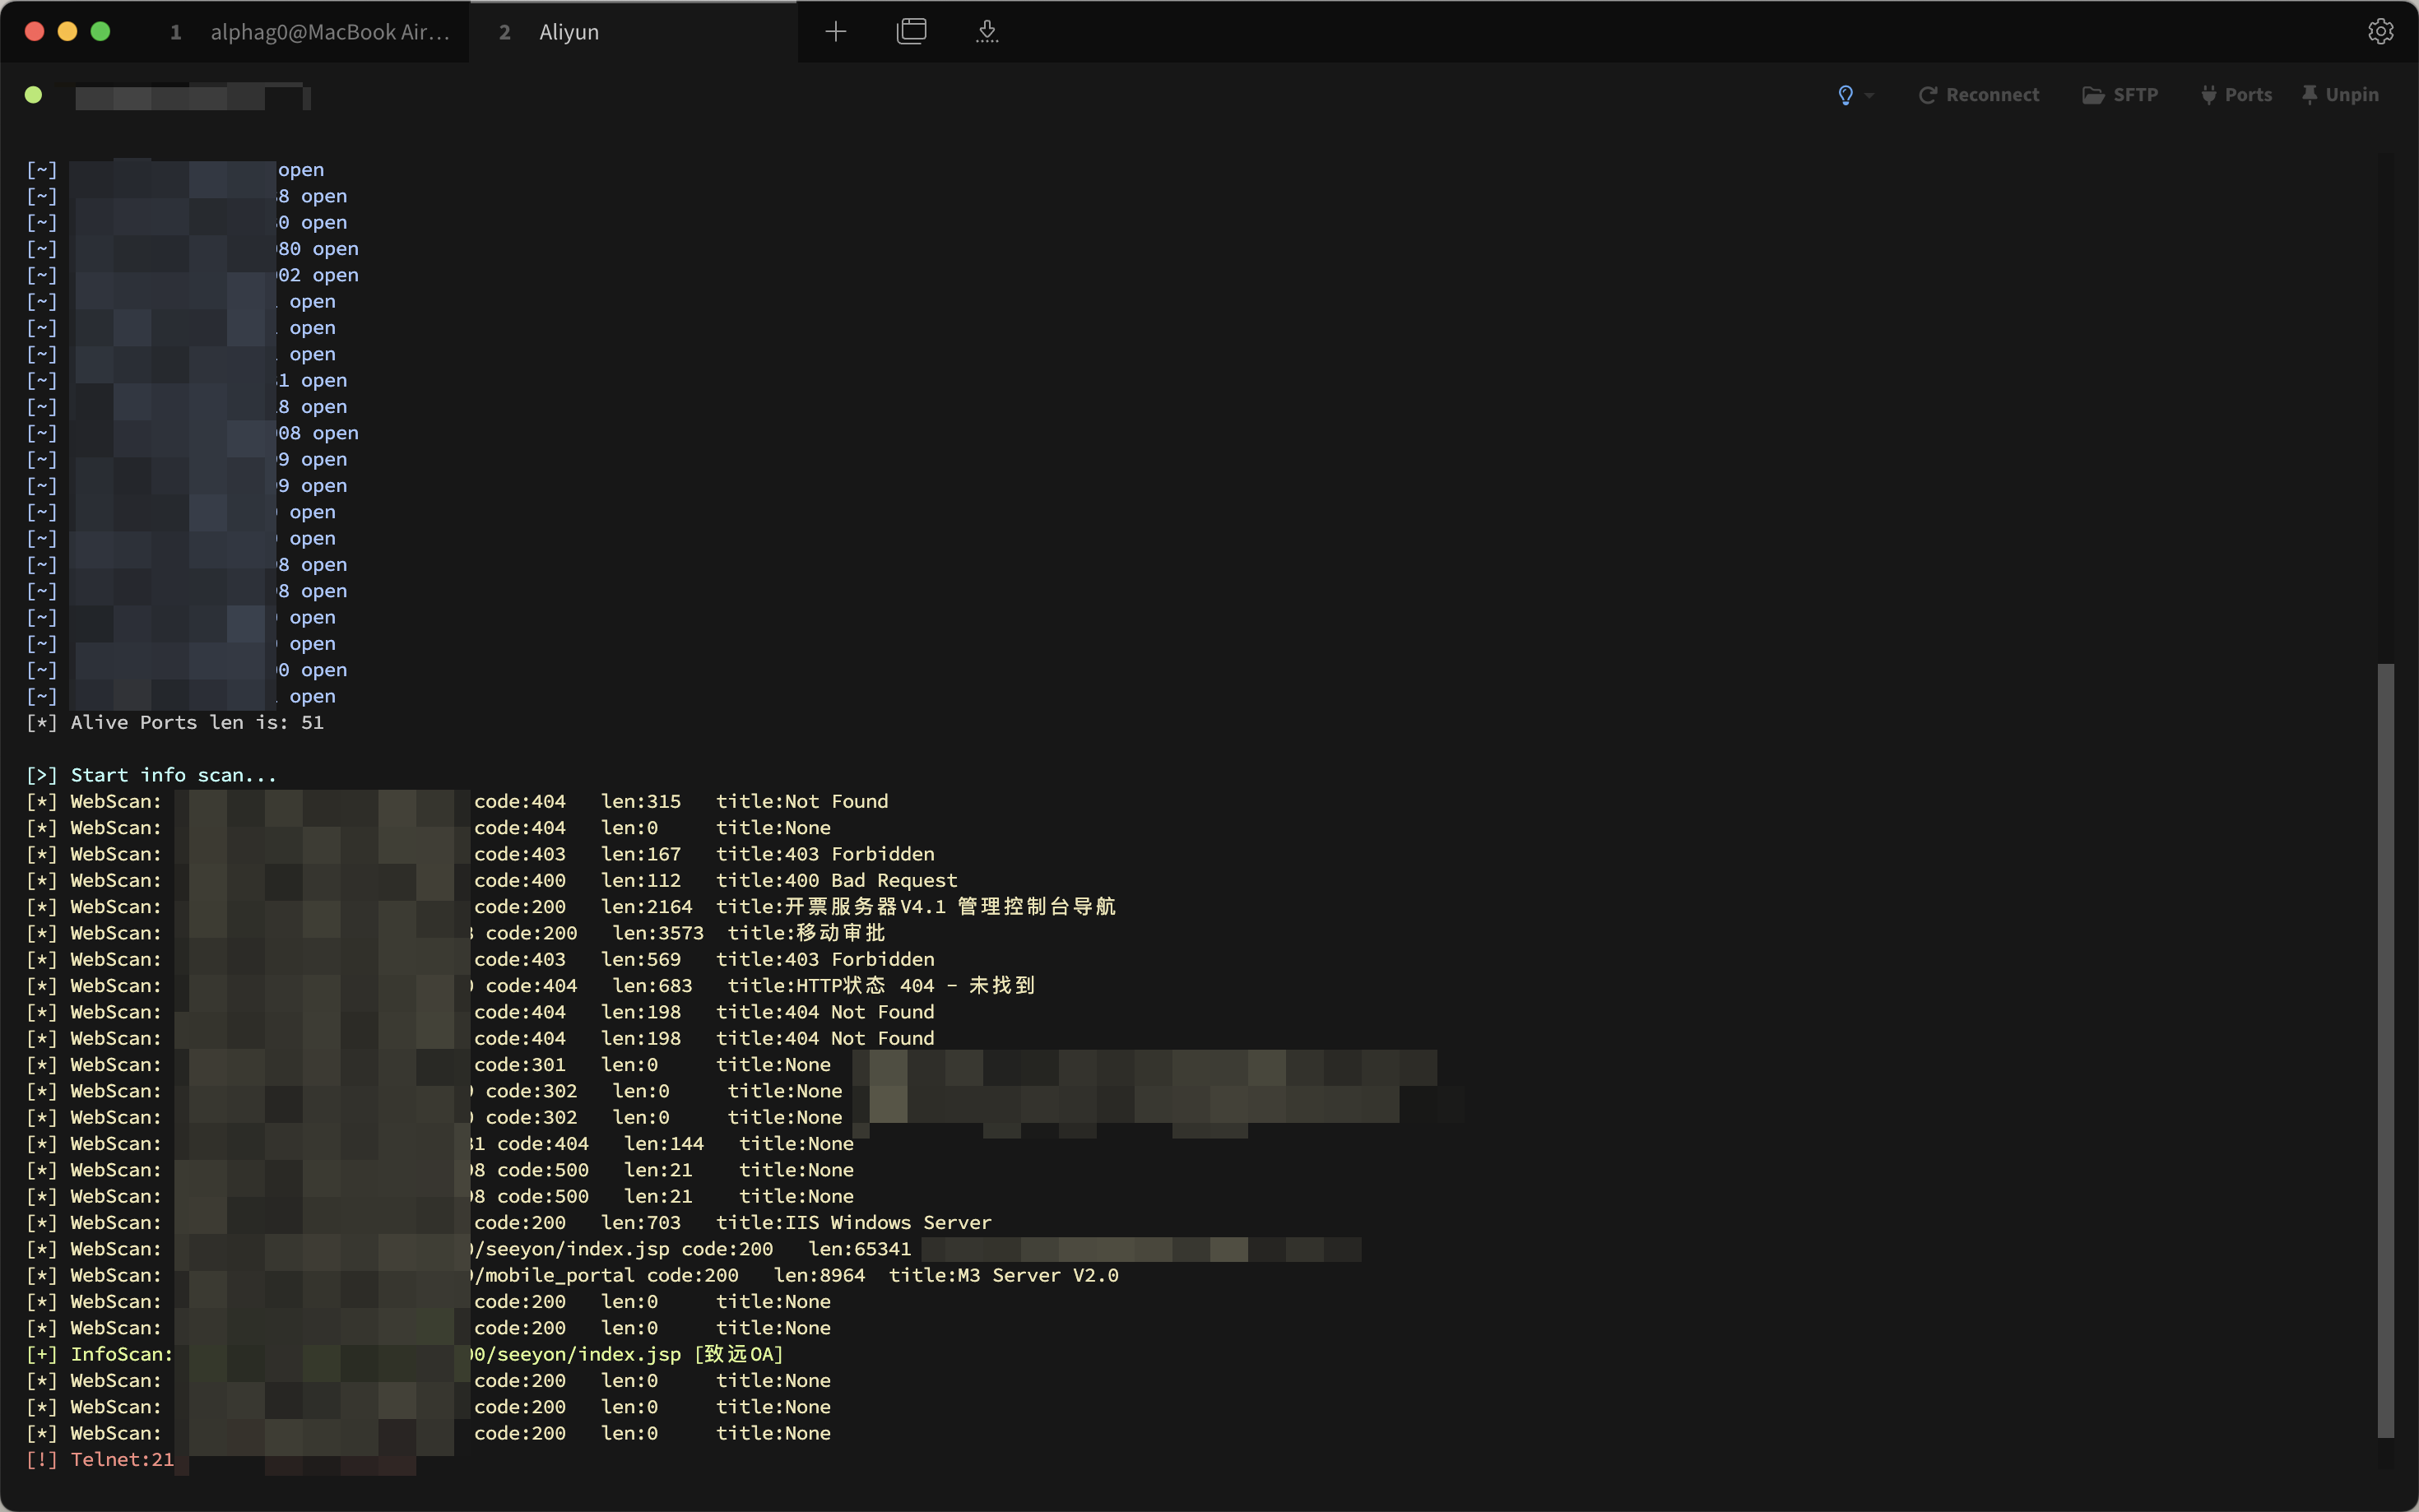 1 alphag0@MacBook Air... 2 Aliyun
Reconnect SFTP Ports Unpin
[~] open
[~] 8 open
[~] 0 open
[~] 80 open
[~] 02 open
[~] open
[~] open
[~] open
[~] 1 open
[~] 8 open
[~] 08 open
[~] 9 open
[~] 9 open
[~] open
[~] open
[~] 8 open
[~] 8 open
[~] open
[~] open
[~] 0 open
[~] open
[*] Alive Ports len is: 51
[>] Start info scan...
[*] WebScan: code:404 len:315 title:Not Found
[*] WebScan: code:404 len:0 title:None
[*] WebScan: code:403 len:167 title:403 Forbidden
[*] WebScan: code:400 len:112 title:400 Bad Request
[*] WebScan: code:200 len:2164 title:开票服务器V4.1 管理控制台导航
[*] WebScan: code:200 len:3573 title:移动审批
[*] WebScan: code:403 len:569 title:403 Forbidden
[*] WebScan: code:404 len:683 title:HTTP状态 404 - 未找到
[*] WebScan: code:404 len:198 title:404 Not Found
[*] WebScan: code:404 len:198 title:404 Not Found
[*] WebScan: code:301 len:0 title:None
[*] WebScan: code:302 len:0 title:None
[*] WebScan: code:302 len:0 title:None
[*] WebScan: 1 code:404 len:144 title:None
[*] WebScan: 8 code:500 len:21 title:None
[*] WebScan: 8 code:500 len:21 title:None
[*] WebScan: code:200 len:703 title:IIS Windows Server
[*] WebScan: /seeyon/index.jsp code:200 len:65341
[*] WebScan: /mobile_portal code:200 len:8964 title:M3 Server V2.0
[*] WebScan: code:200 len:0 title:None
[*] WebScan: code:200 len:0 title:None
[+] InfoScan: 0/seeyon/index.jsp [致远OA]
[*] WebScan: code:200 len:0 title:None
[*] WebScan: code:200 len:0 title:None
[*] WebScan: code:200 len:0 title:None
[!] Telnet:21